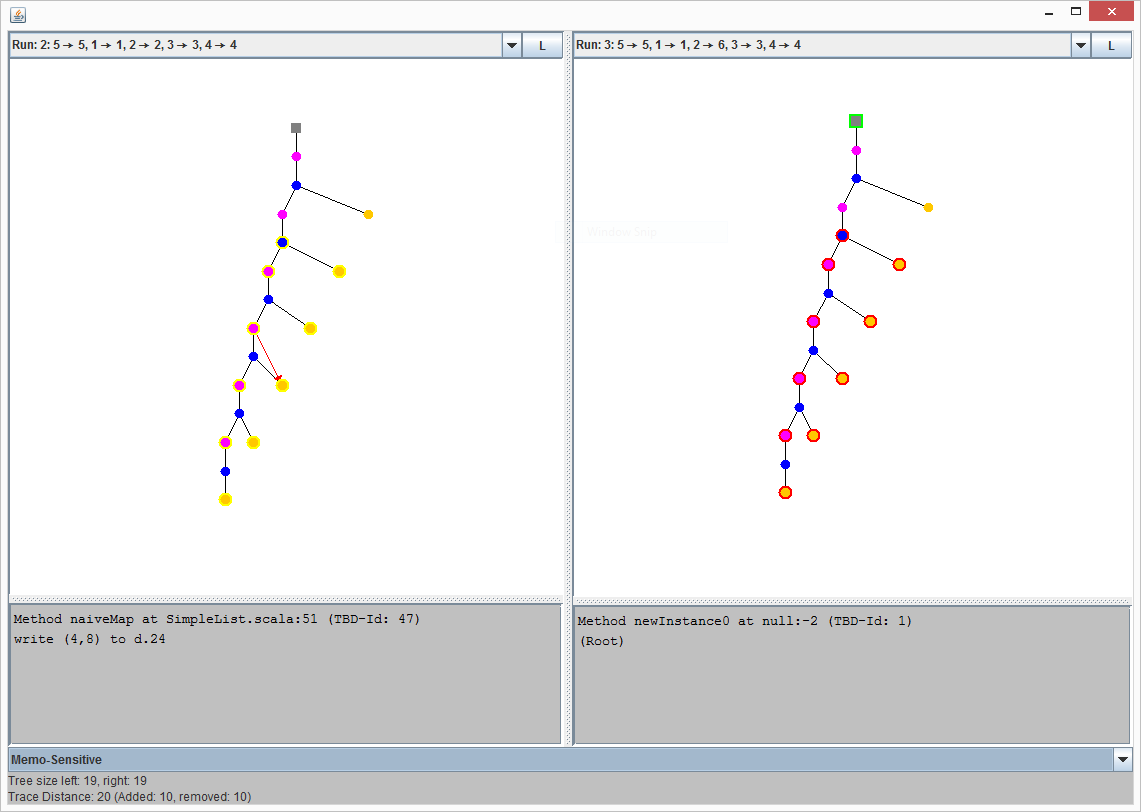 Run: 2: 5 → 5, 1 → 1, 2 → 2, 3 → 3, 4 → 4
L
Run: 3: 5 → 5, 1 → 1, 2 → 6, 3 → 3, 4 → 4
L
Window Snip
Method naiveMap at SimpleList.scala:51 (TBD-Id: 47)
write (4,8) to d.24
Method newInstance0 at null:-2 (TBD-Id: 1)
(Root)
Memo-Sensitive
Tree size left: 19, right: 19
Trace Distance: 20 (Added: 10, removed: 10)